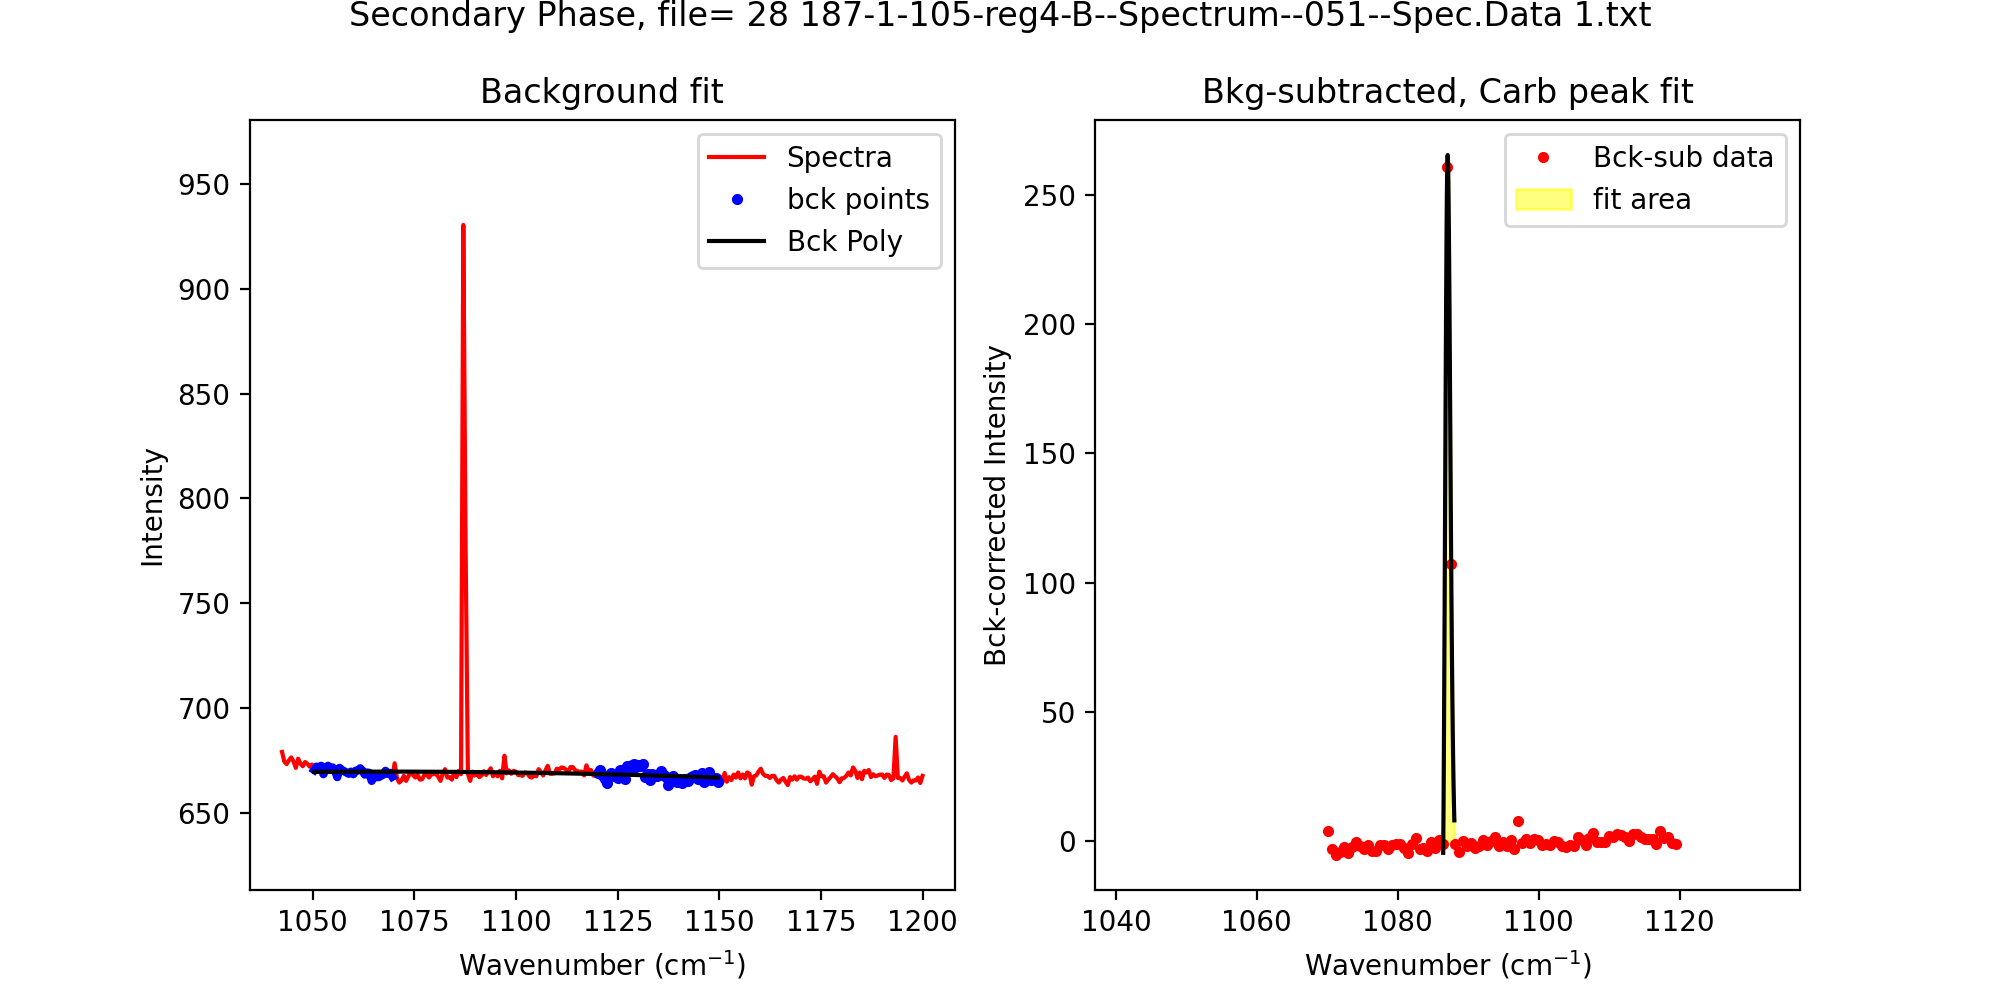 Secondary Phase, file= 28 187-1-105-reg4-B--Spectrum--051--Spec.Data 1.txt
Background fit
Spectra
bck points
Bck Poly
950
900
850
800
750
700
650
Intensity
1050 1075 1100 1125 1150 1175 1200
Wavenumber (cm⁻¹)
Bkg-subtracted, Carb peak fit
Bck-sub data
fit area
250
200
150
100
50
0
Bck-corrected Intensity
1040 1060 1080 1100 1120
Wavenumber (cm⁻¹)